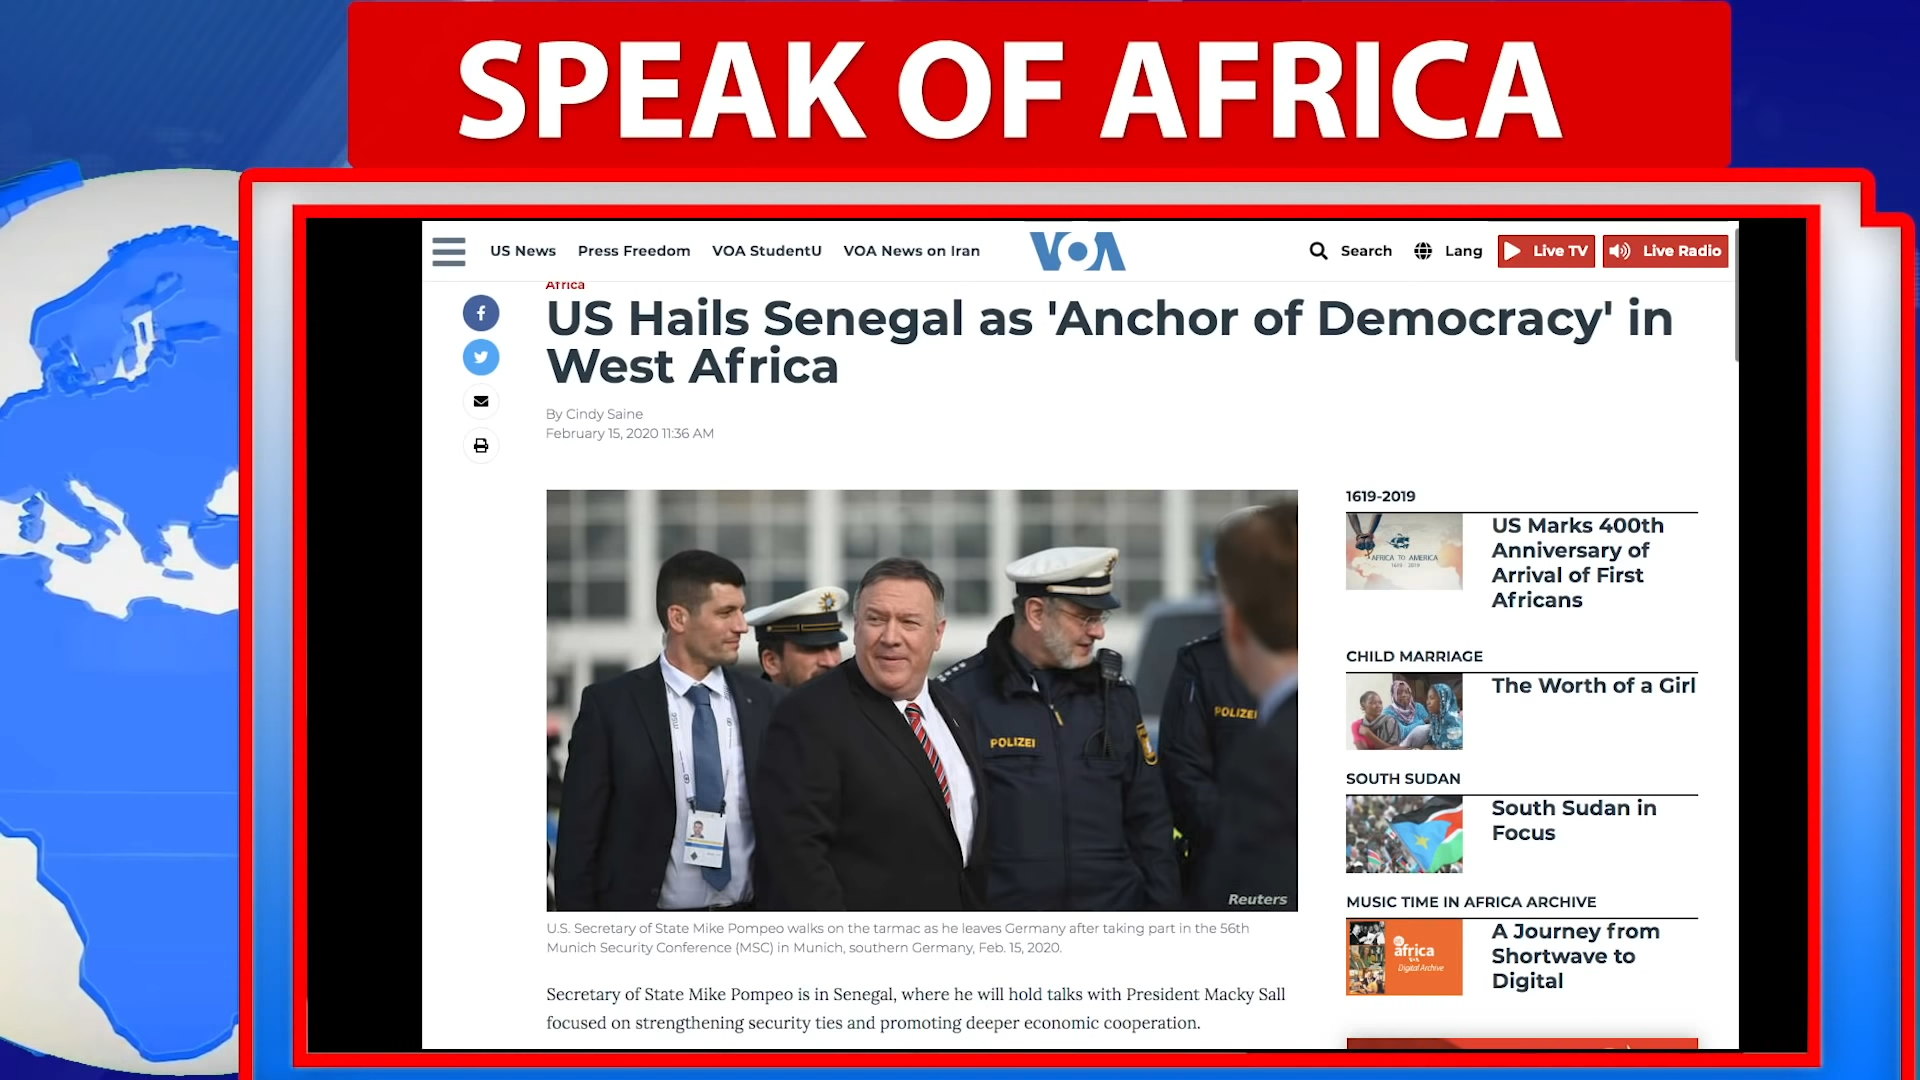 SPEAK OF AFRICA
US News Press Freedom VOA StudentU VOA News on Iran VOA Search Lang Live TV Live Radio
Africa
US Hails Senegal as 'Anchor of Democracy' in
West Africa
By Cindy Saine
February 15, 2020 11:36 AM
POLIZEI
POLIZEI
Reuters
U.S. Secretary of State Mike Pompeo walks on the tarmac as he leaves Germany after taking part in the 56th
Munich Security Conference (MSC) in Munich, southern Germany, Feb. 15, 2020.
Secretary of State Mike Pompeo is in Senegal, where he will hold talks with President Macky Sall
focused on strengthening security ties and promoting deeper economic cooperation.
1619-2019
AFRICA TO AMERICA
1619 - 2019
US Marks 400th
Anniversary of
Arrival of First
Africans
CHILD MARRIAGE
The Worth of a Girl
SOUTH SUDAN
South Sudan in
Focus
MUSIC TIME IN AFRICA ARCHIVE
africa
Digital Archive
A Journey from
Shortwave to
Digital